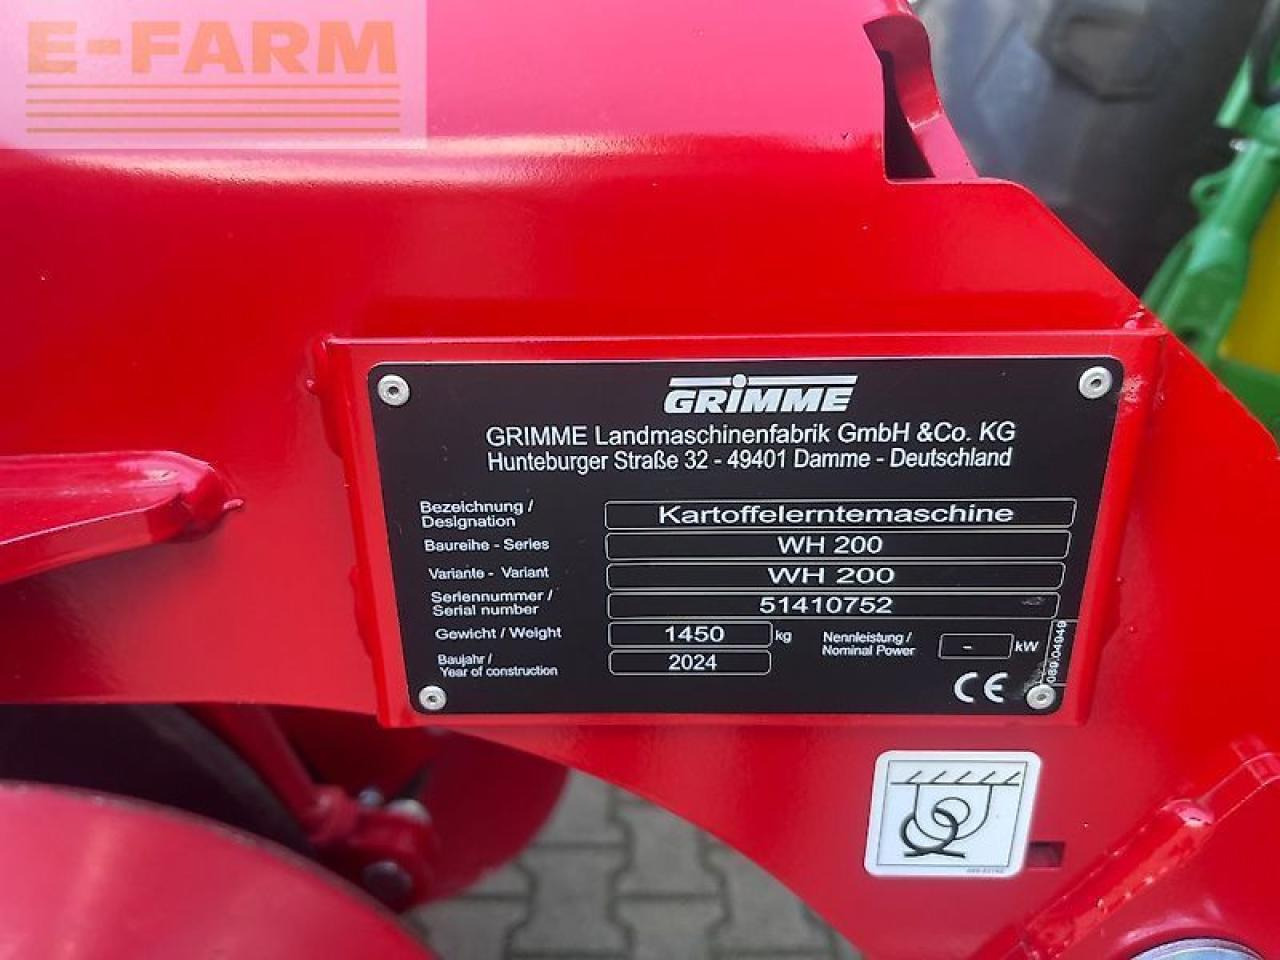 E-FARM
GRIMME
GRIMME Landmaschinenfabrik GmbH &Co. KG
Hunteburger Straße 32 - 49401 Damme - Deutschland
Bezeichnung /
Designation
Kartoffelerntemaschine
Baureihe - Series
WH 200
Variante - Variant
WH 200
Seriennummer /
Serial number
51410752
Gewicht / Weight
1450 kg
Nennleistung /
Nominal Power
- kW
Baujahr /
Year of construction
2024
CE
089.04949